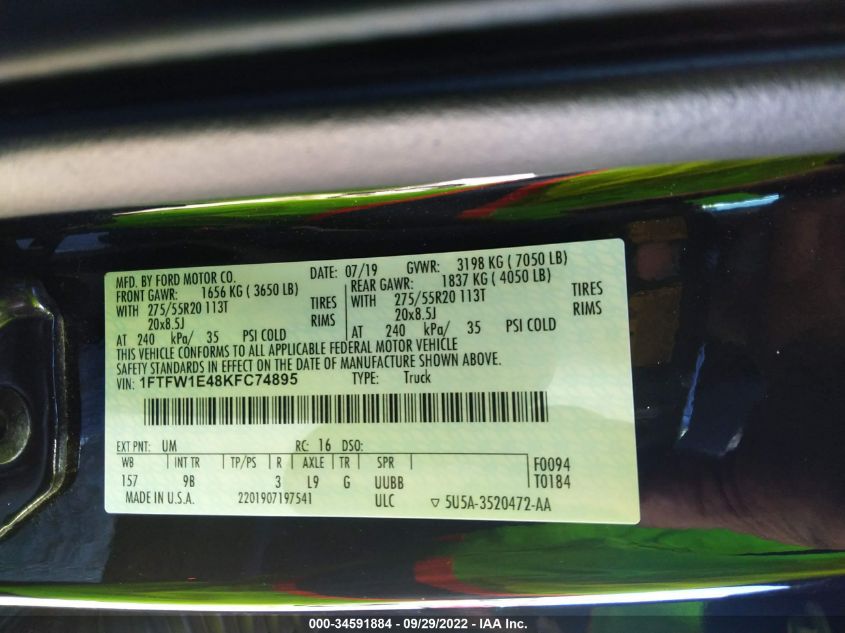 MFD. BY FORD MOTOR CO. DATE: 07/19 GVWR: 3198 KG ( 7050 LB)
FRONT GAWR: 1656 KG ( 3650 LB) REAR GAWR: 1837 KG ( 4050 LB)
WITH 275/55R20 113T TIRES WITH 275/55R20 113T TIRES
20x8.5J RIMS 20x8.5J RIMS
AT 240 kPa/ 35 PSI COLD AT 240 kPa/ 35 PSI COLD
THIS VEHICLE CONFORMS TO ALL APPLICABLE FEDERAL MOTOR VEHICLE
SAFETY STANDARDS IN EFFECT ON THE DATE OF MANUFACTURE SHOWN ABOVE.
VIN: 1FTFW1E48KFC74895 TYPE: Truck
EXT PNT: UM RC: 16 DSO:
WB INT TR TP/PS R AXLE TR SPR F0094
157 9B 3 L9 G UUBB T0184
MADE IN U.S.A. 2201907197541 ULC ▽ 5U5A-3520472-AA
000-34591884 - 09/29/2022 - IAA Inc.